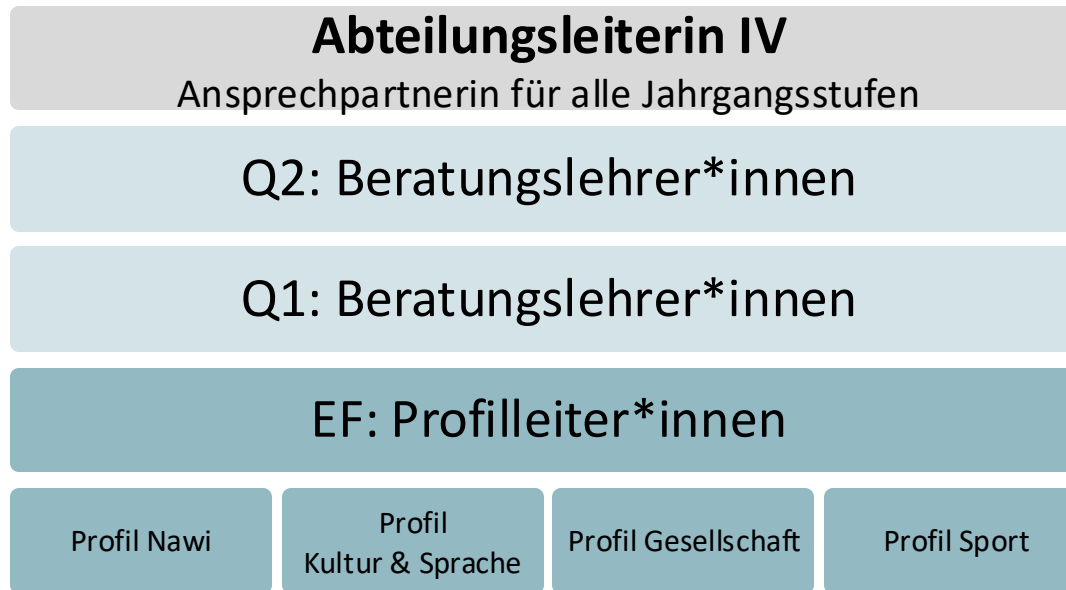 Abteilungsleiterin IV
Ansprechpartnerin für alle Jahrgangsstufen
Q2: Beratungslehrer*innen
Q1: Beratungslehrer*innen
EF: Profilleiter*innen
Profil Nawi
Profil
Kultur & Sprache
Profil Gesellschaft
Profil Sport